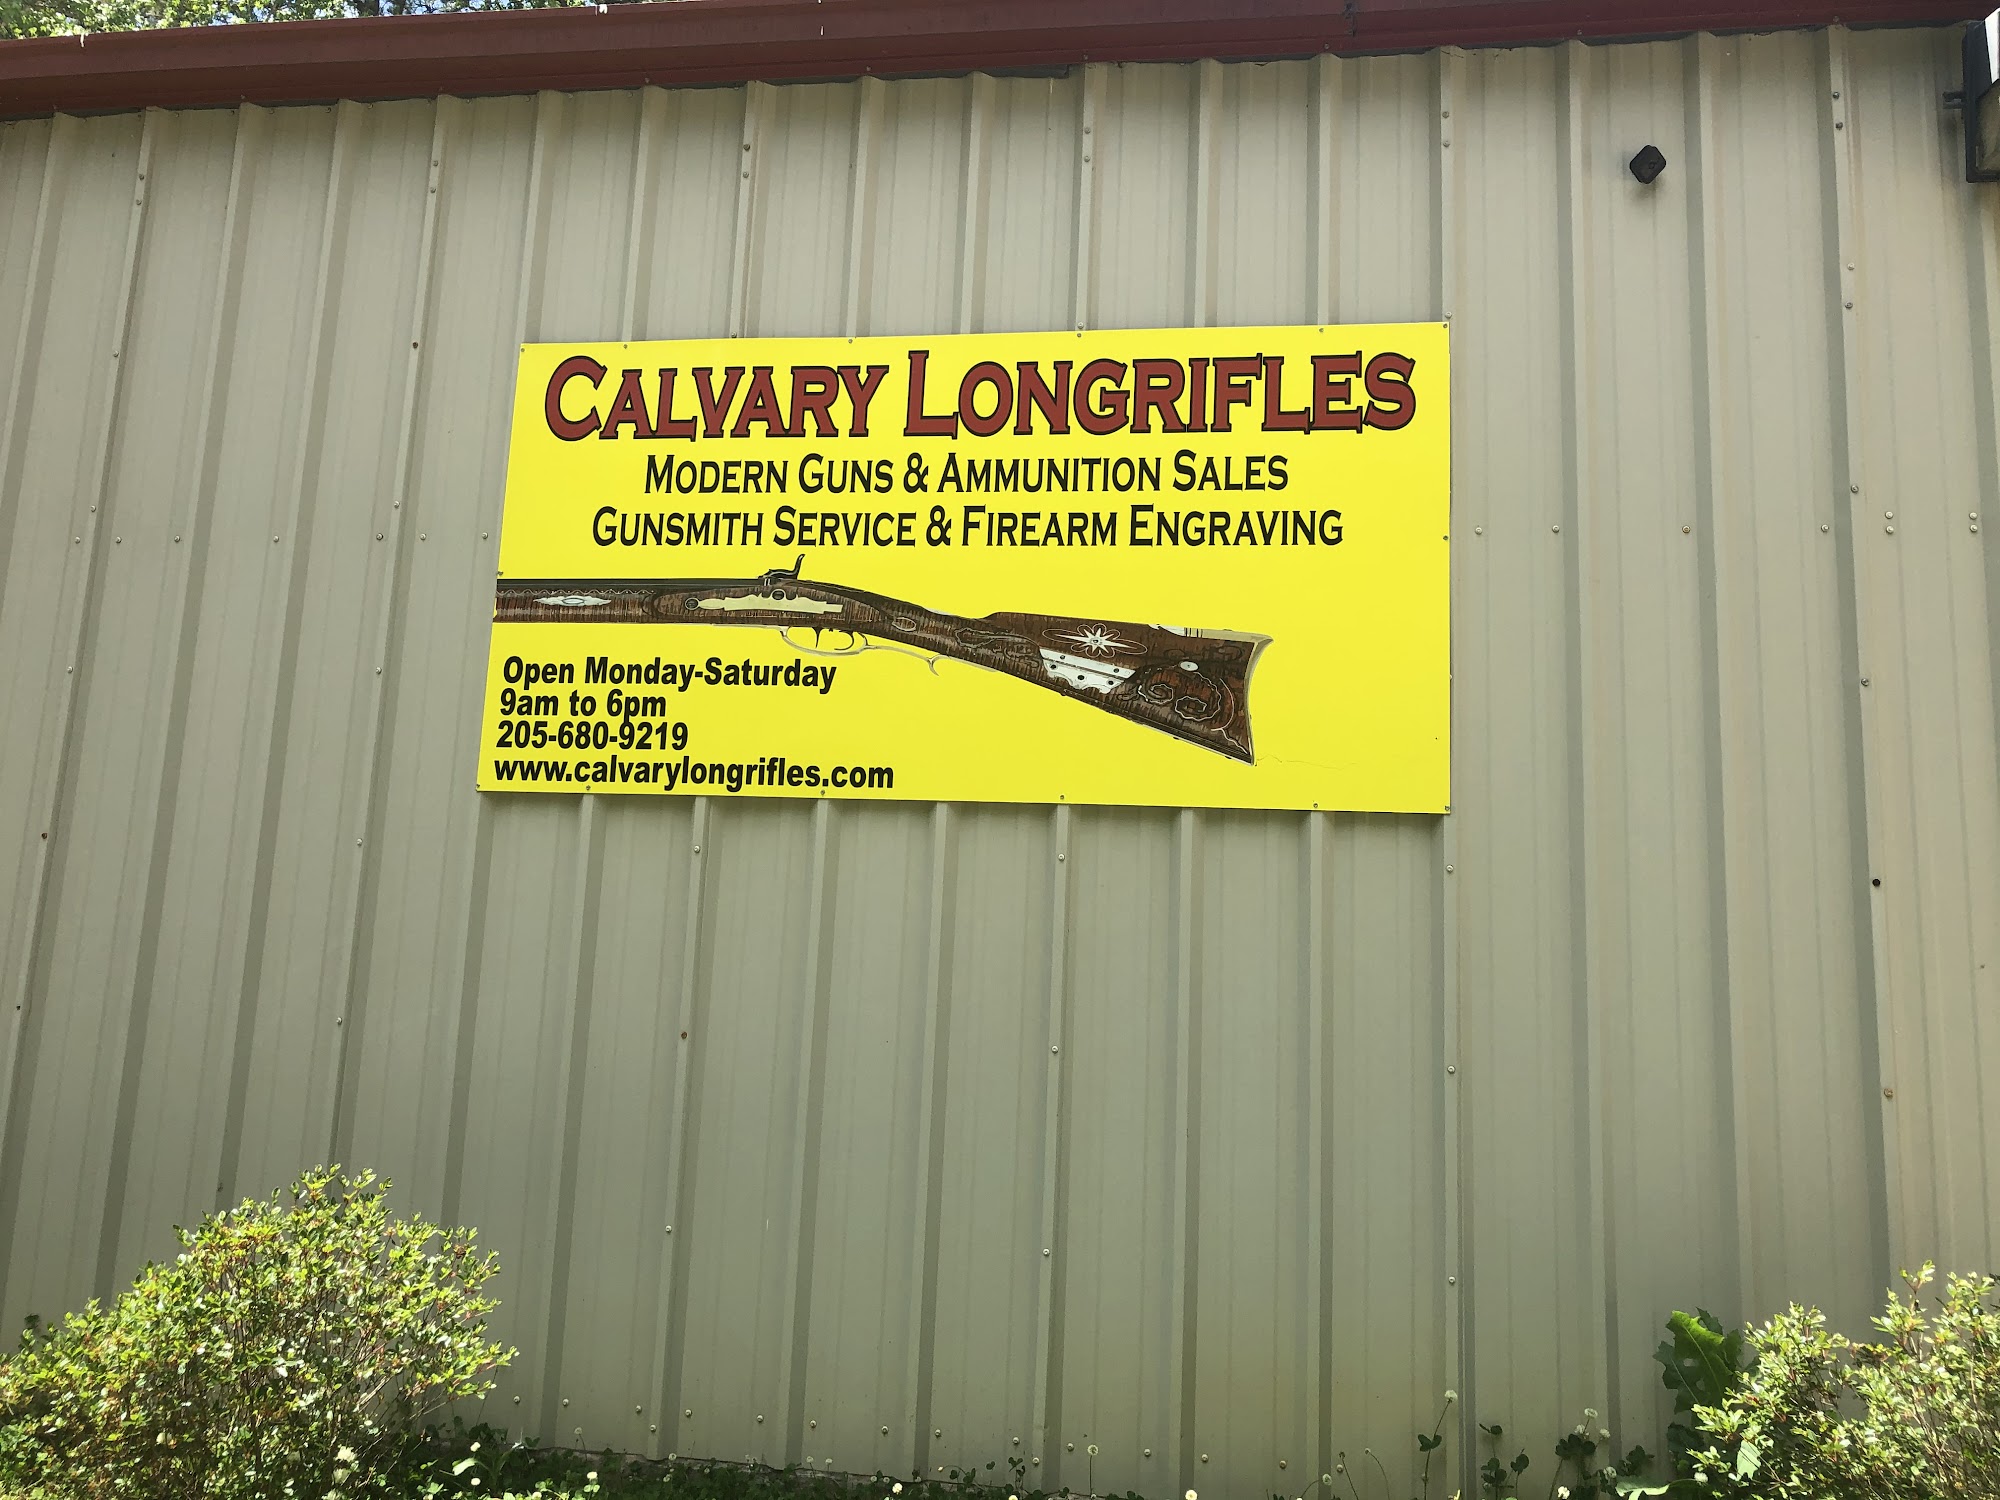 CALVARY LONGRIFLES
MODERN GUNS & AMMUNITION SALES
GUNSMITH SERVICE & FIREARM ENGRAVING
Open Monday-Saturday
9am to 6pm
205-680-9219
www.calvarylongrifles.com